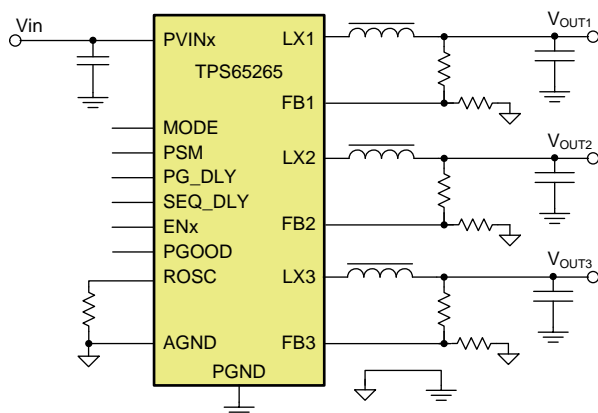 Vin
PVINx
LX1
VOUT1
TPS65265
FB1
MODE
PSM
LX2
VOUT2
PG_DLY
SEQ_DLY
ENx
FB2
PGOOD
ROSC
LX3
VOUT3
AGND
FB3
PGND